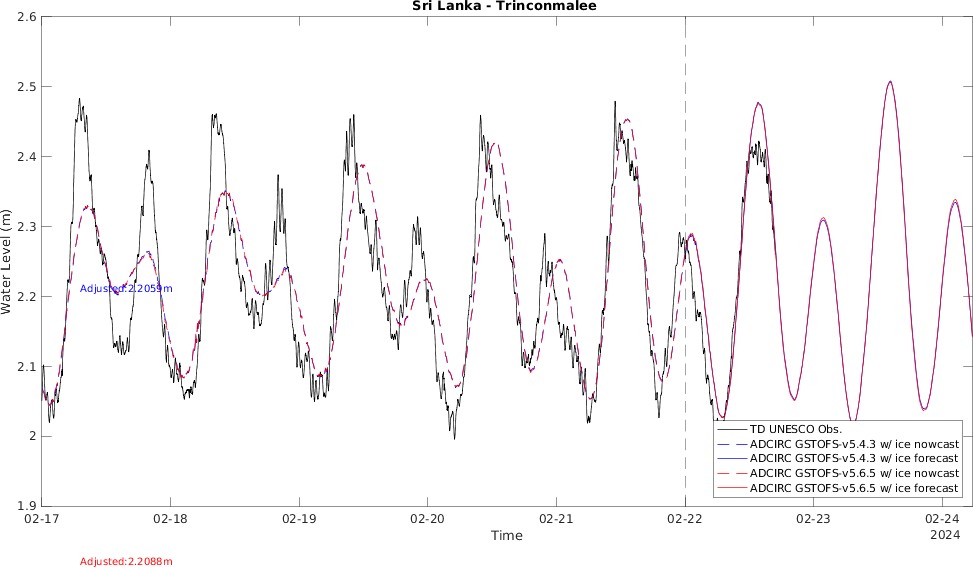 Sri Lanka - Trinconmalee
2.6
2.5
2.4
2.3
2.2
2.1
2
1.9
Water Level (m)
Adjusted:2.2059m
TD UNESCO Obs.
ADCIRC GSTOFS-v5.4.3 w/ ice nowcast
ADCIRC GSTOFS-v5.4.3 w/ ice forecast
ADCIRC GSTOFS-v5.6.5 w/ ice nowcast
ADCIRC GSTOFS-v5.6.5 w/ ice forecast
02-17 02-18 02-19 02-20 02-21 02-22 02-23 02-24
2024
Time
Adjusted:2.2088m